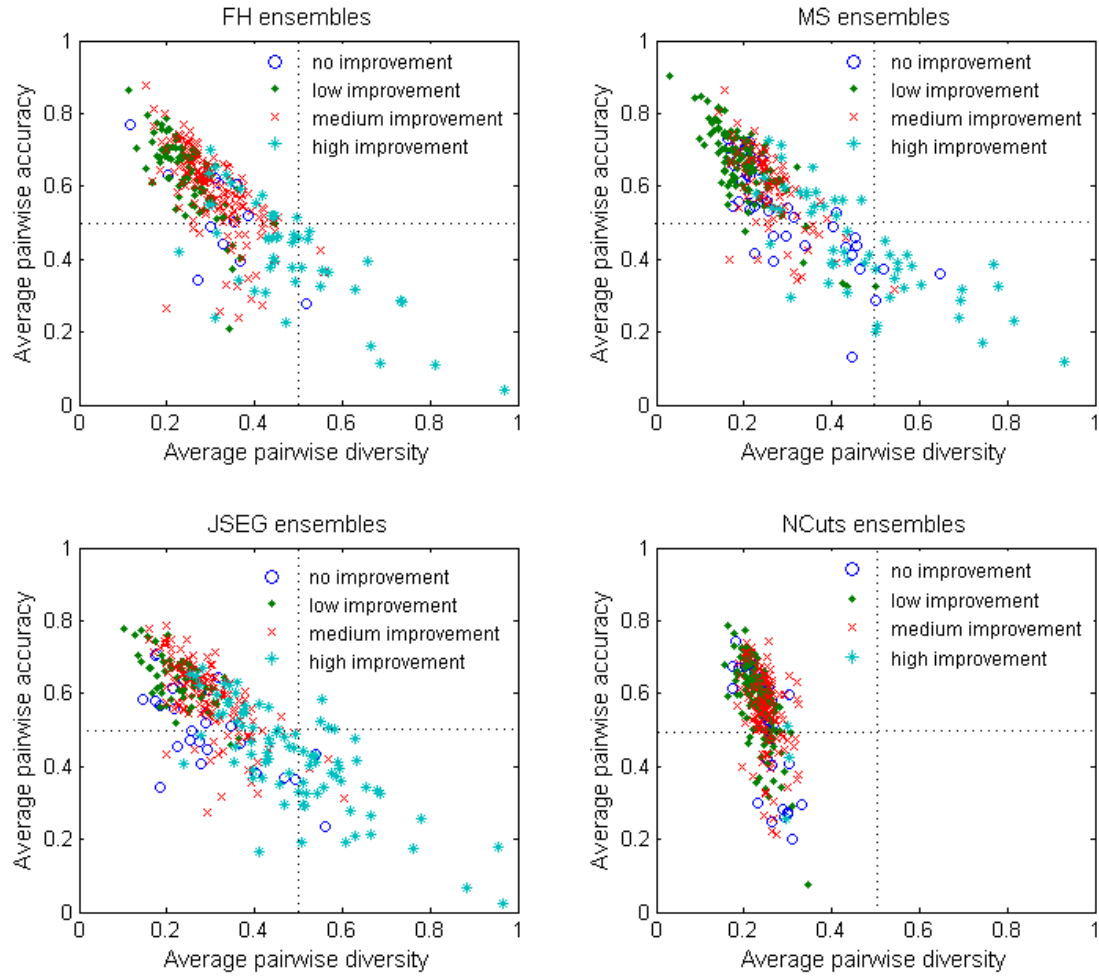 FH ensembles
1
0.8
0.6
0.4
0.2
0
0 0.2 0.4 0.6 0.8 1
Average pairwise accuracy
Average pairwise diversity
no improvement
low improvement
medium improvement
high improvement
MS ensembles
1
0.8
0.6
0.4
0.2
0
0 0.2 0.4 0.6 0.8 1
Average pairwise accuracy
Average pairwise diversity
no improvement
low improvement
medium improvement
high improvement
JSEG ensembles
1
0.8
0.6
0.4
0.2
0
0 0.2 0.4 0.6 0.8 1
Average pairwise accuracy
Average pairwise diversity
no improvement
low improvement
medium improvement
high improvement
NCuts ensembles
1
0.8
0.6
0.4
0.2
0
0 0.2 0.4 0.6 0.8 1
Average pairwise accuracy
Average pairwise diversity
no improvement
low improvement
medium improvement
high improvement